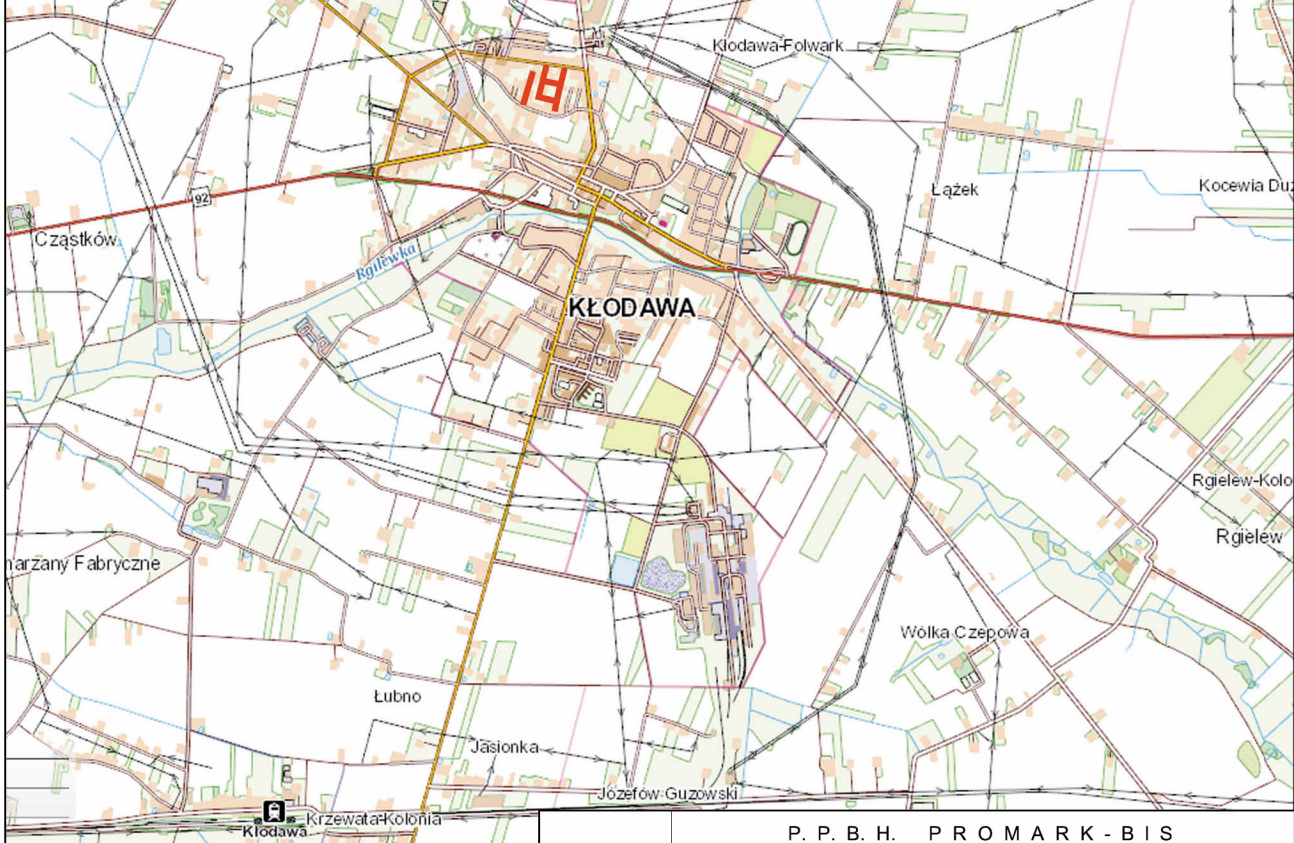 Kłodawa-Folwark
92
Łążek
Kocewia Du
Cząstków
Rgilewka
KŁODAWA
Rgielew-Kolo
Rgielew
narzany Fabryczne
Wólka Czepowa
Łubno
Jasionka
Józefów Guzowski
Krzewata-Kolonia
Kłodawa
P. P. B. H. PROMARK-BIS